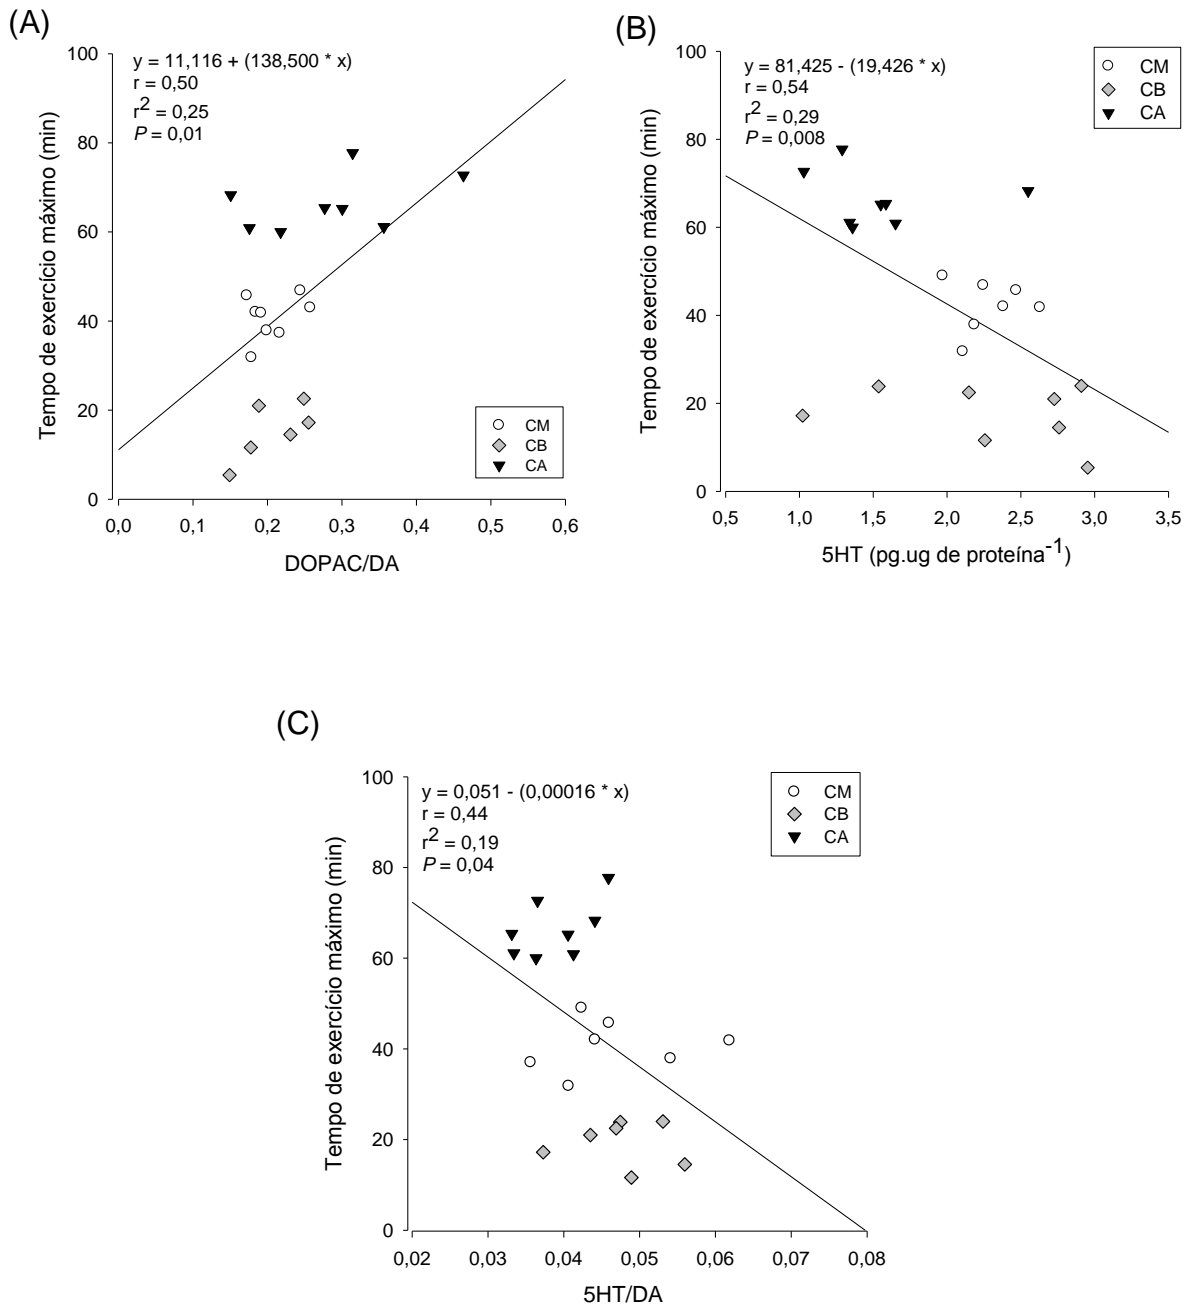 (A)
y = 11,116 + (138,500 * x)
r = 0,50
r2 = 0,25
P = 0,01
100
80
60
40
20
0
Tempo de exercício máximo (min)
CM
CB
CA
0,0 0,1 0,2 0,3 0,4 0,5 0,6
DOPAC/DA
(B)
y = 81,425 - (19,426 * x)
r = 0,54
r2 = 0,29
P = 0,008
CM
CB
CA
100
80
60
40
20
0
Tempo de exercício máximo (min)
0,5 1,0 1,5 2,0 2,5 3,0 3,5
5HT (pg.ug de proteína-1)
(C)
y = 0,051 - (0,00016 * x)
r = 0,44
r2 = 0,19
P = 0,04
CM
CB
CA
100
80
60
40
20
0
Tempo de exercício máximo (min)
0,02 0,03 0,04 0,05 0,06 0,07 0,08
5HT/DA